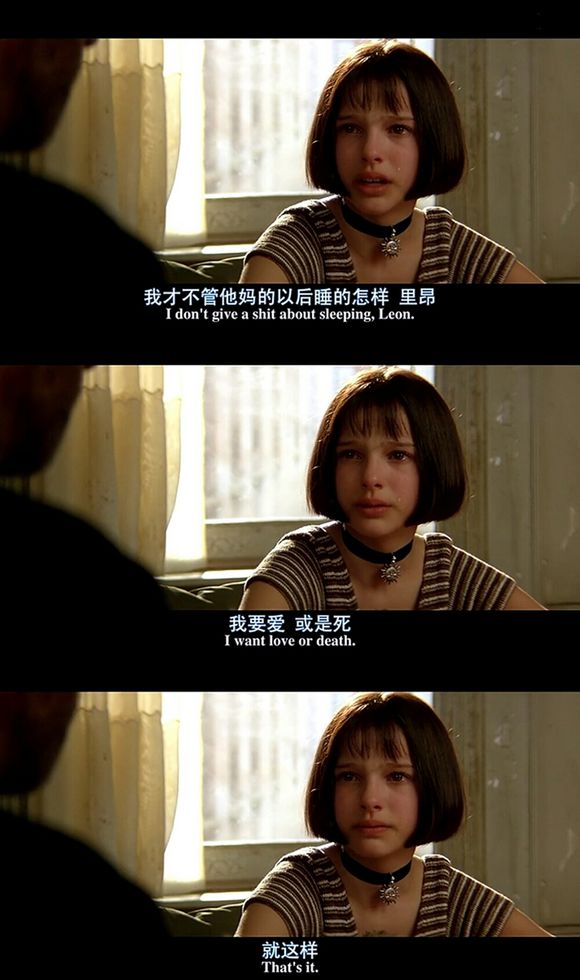 我才不管他妈的以后睡的怎样 里昂
I don't give a shit about sleeping, Leon.
我要爱 或是死
I want love or death.
就这样
That's it.